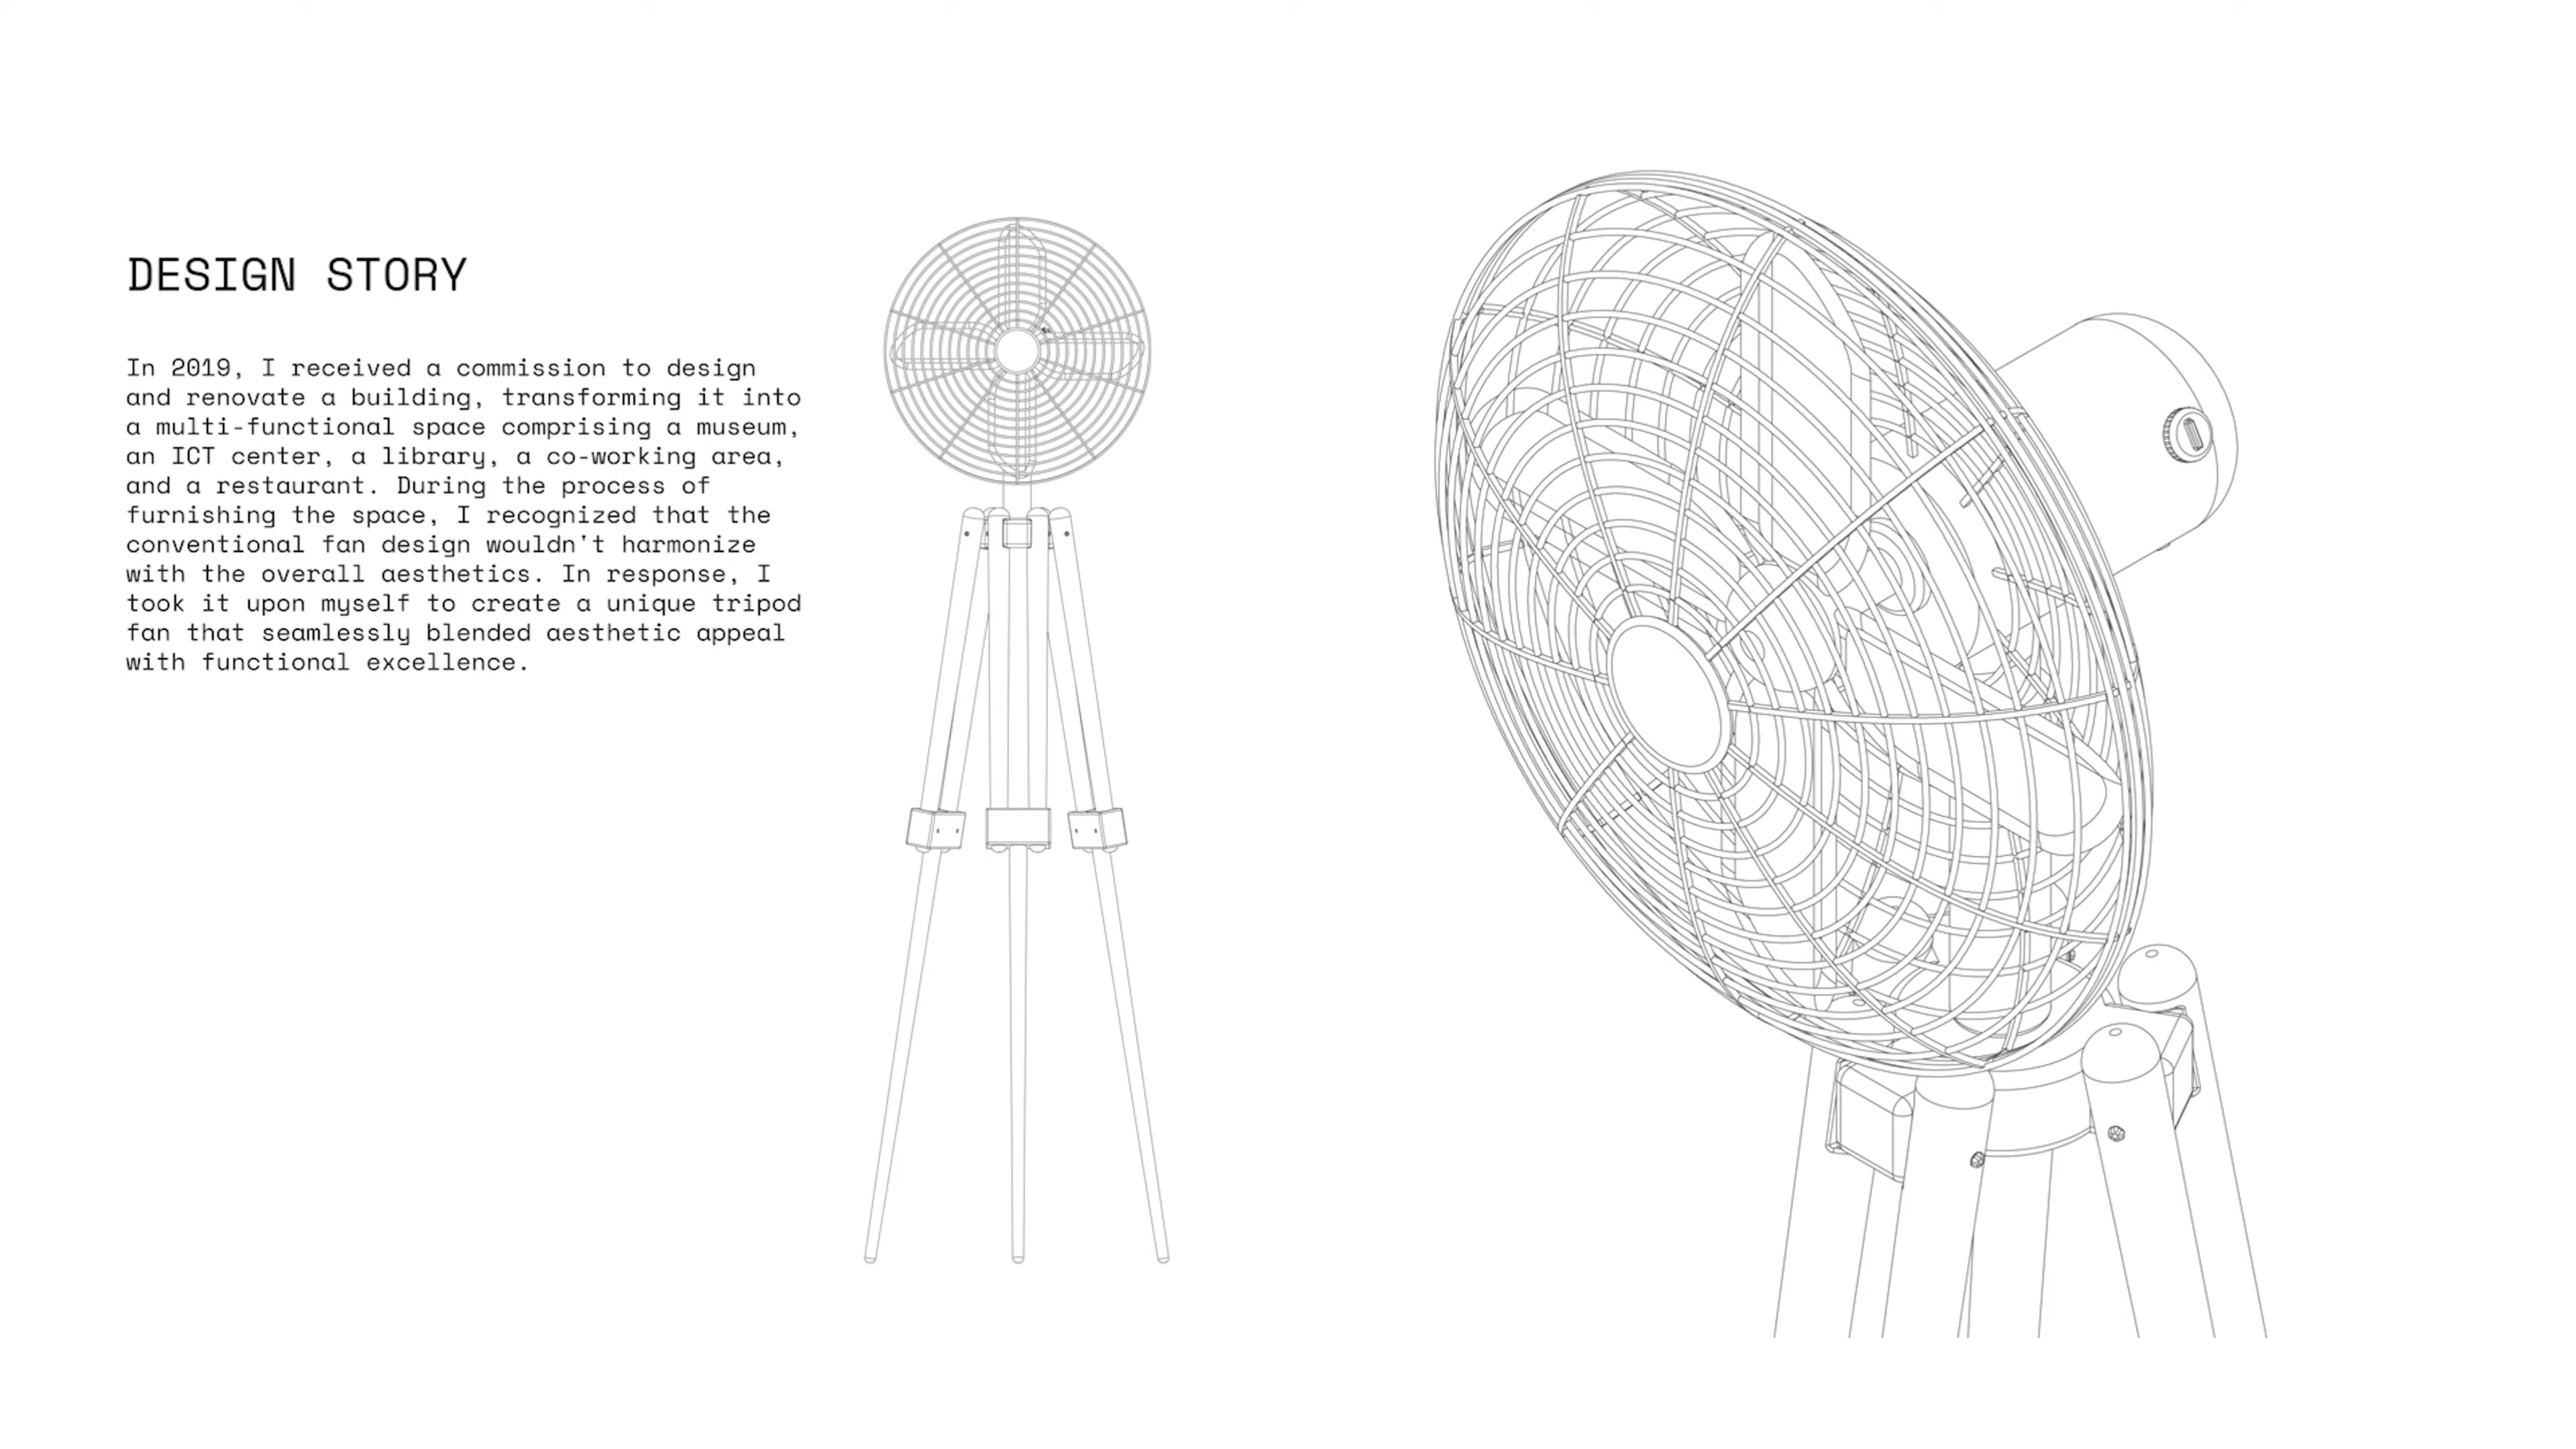 DESIGN STORY
In 2019, I received a commission to design
and renovate a building, transforming it into
a multi-functional space comprising a museum,
an ICT center, a library, a co-working area,
and a restaurant. During the process of
furnishing the space, I recognized that the
conventional fan design wouldn't harmonize
with the overall aesthetics. In response, I
took it upon myself to create a unique tripod
fan that seamlessly blended aesthetic appeal
with functional excellence.